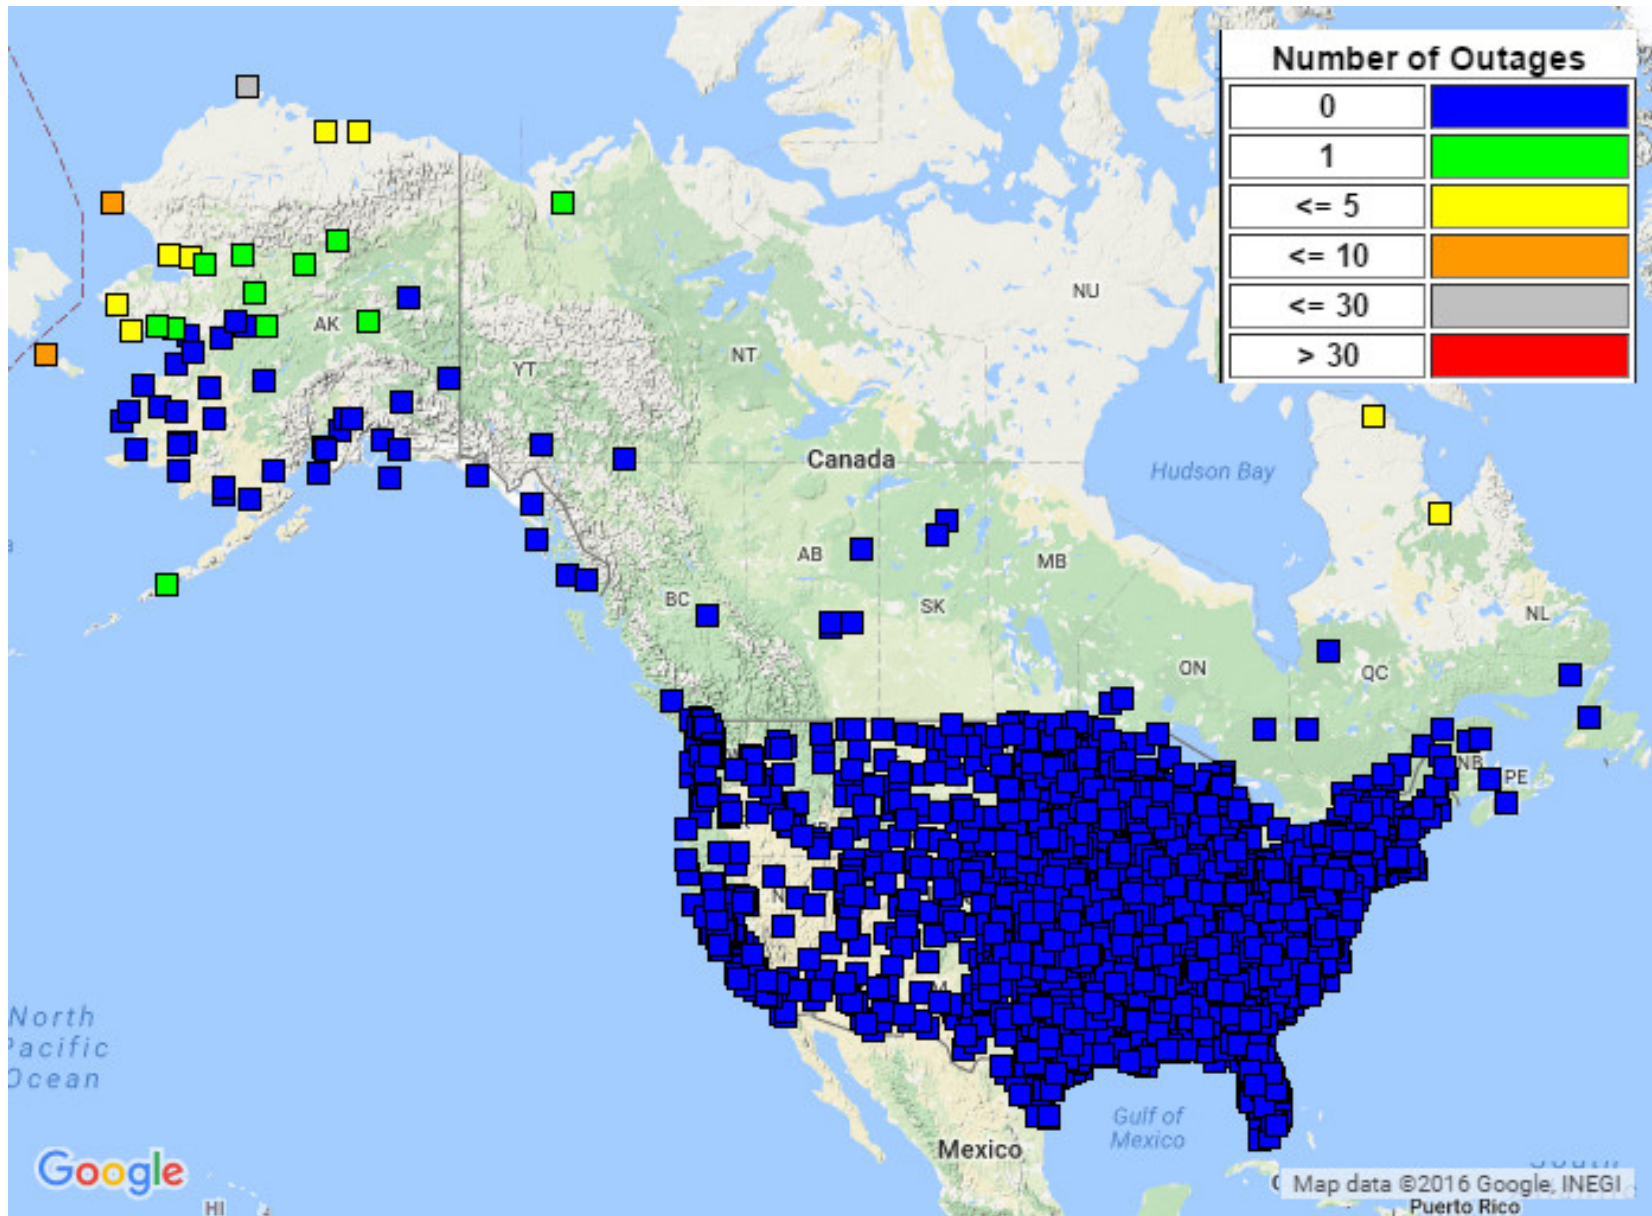 Number of Outages
0
1
<= 5
<= 10
<= 30
> 30
NU
AK
NT
YT
Canada
Hudson Bay
AB
MB
BC
SK
NL
ON
QC
NB
PE
North
Pacific
Ocean
Gulf of
Mexico
Mexico
Google
Map data ©2016 Google, INEGI
Puerto Rico
HI